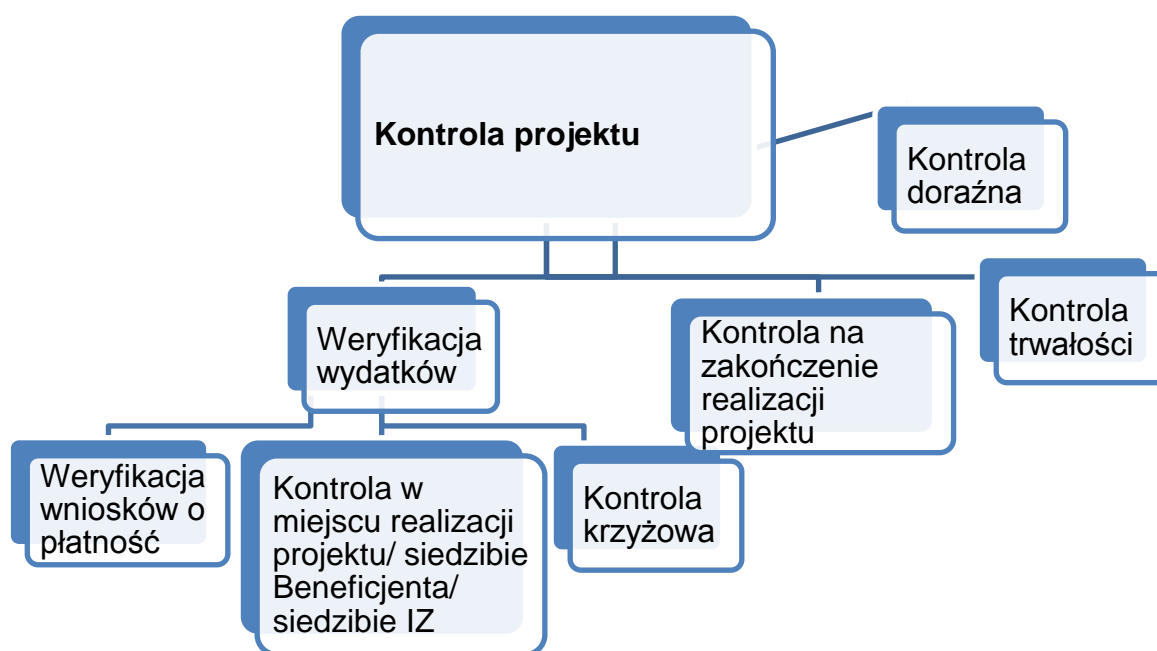 Kontrola projektu
Kontrola
doraźna
Weryfikacja
wydatków
Kontrola na
zakończenie
realizacji
projektu
Kontrola
trwałości
Weryfikacja
wniosków o
płatność
Kontrola w
miejscu realizacji
projektu/ siedzibie
Beneficjenta/
siedzibie IZ
Kontrola
krzyżowa